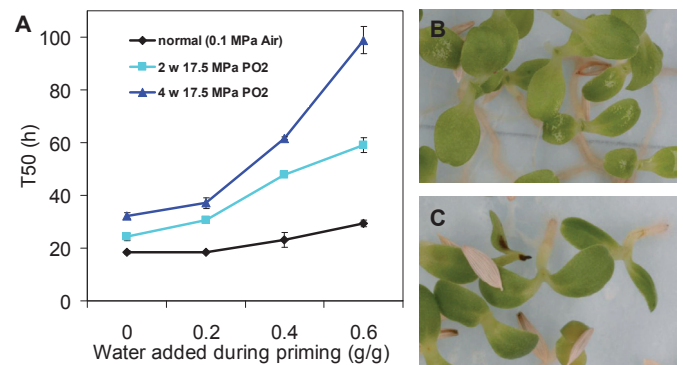 A
100
80
60
40
20
0
T50 (h)
normal (0.1 MPa Air)
2 w 17.5 MPa PO2
4 w 17.5 MPa PO2
0 0.2 0.4 0.6
Water added during priming (g/g)
B
C